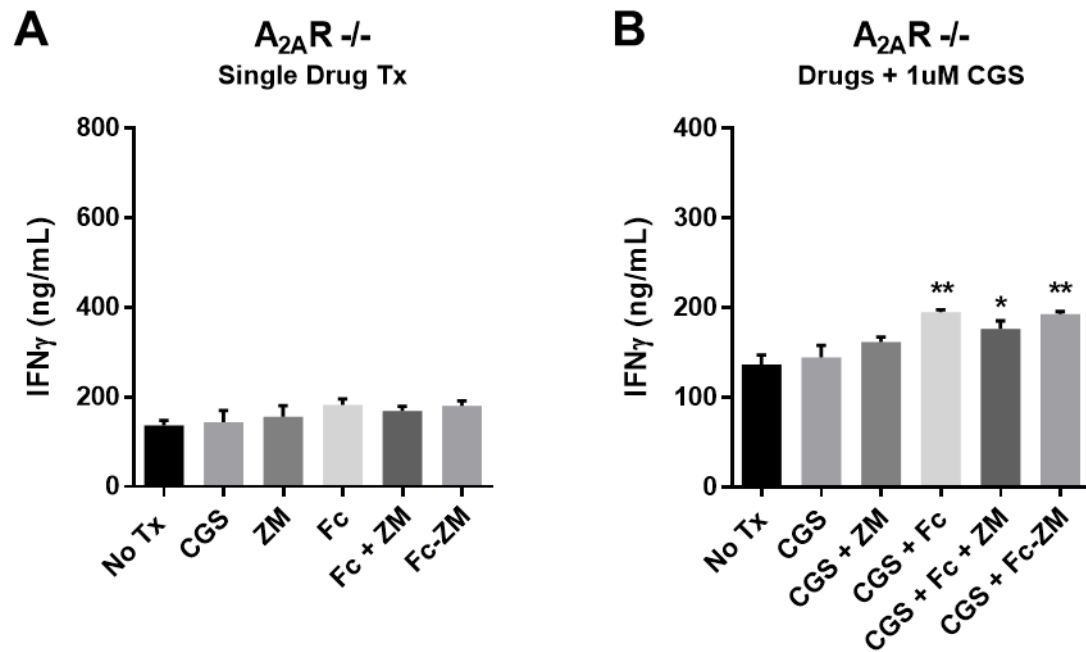 A
A2AR -/-
Single Drug Tx
IFNγ (ng/mL)
800
600
400
200
0
No Tx
CGS
ZM
Fc
Fc + ZM
Fc-ZM
B
A2AR -/-
Drugs + 1uM CGS
IFNγ (ng/mL)
400
300
200
100
0
**
*
**
No Tx
CGS
CGS + ZM
CGS + Fc
CGS + Fc + ZM
CGS + Fc-ZM